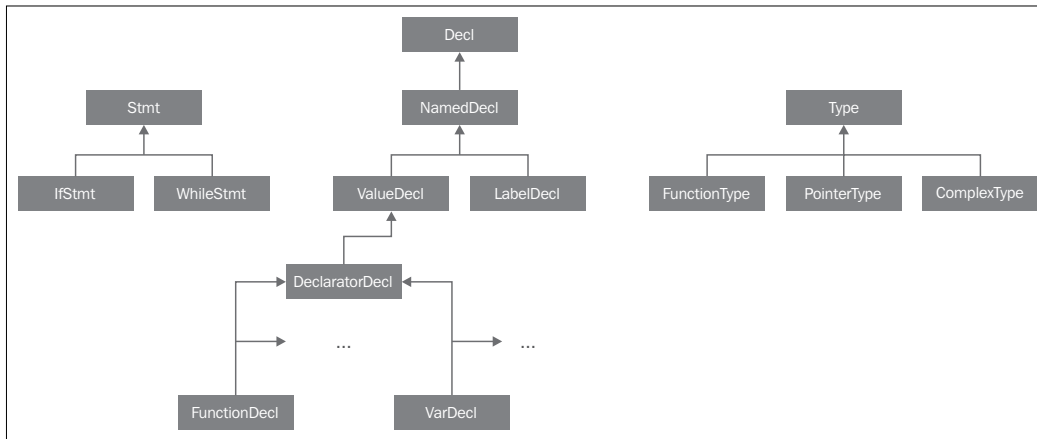 Decl
Stmt
NamedDecl
Type
IfStmt
WhileStmt
ValueDecl
LabelDecl
FunctionType
PointerType
ComplexType
DeclaratorDecl
...
...
FunctionDecl
VarDecl